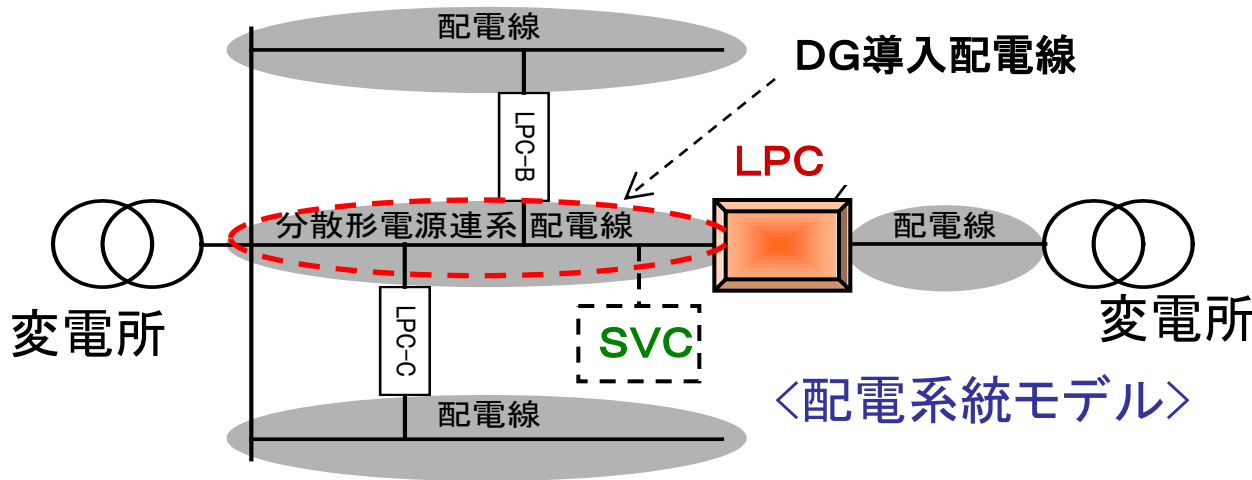 配電線
DG導入配電線
LPC-B
LPC
分散形電源連系 配電線
配電線
変電所
変電所
LPC-C
SVC
<配電系統モデル>
配電線